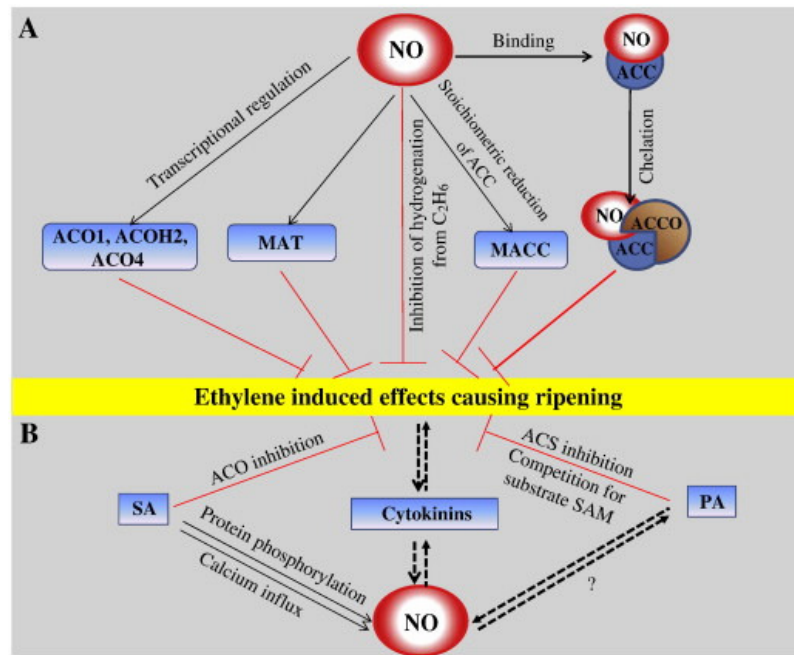 A
NO
Binding
NO
ACC
Transcriptional regulation
Stoichiometric reduction
of ACC
Inhibition of hydrogenation
from C2H6
Chelation
ACO1, ACOH2,
ACO4
MAT
MACC
NO
ACCO
ACC
Ethylene induced effects causing ripening
B
ACO inhibition
ACS inhibition
Competition for
substrate SAM
SA
Cytokinins
PA
Protein phosphorylation
Calcium influx
NO
?